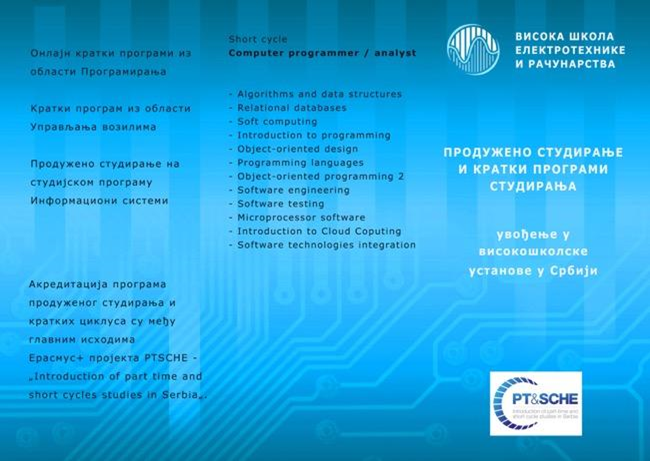 Онлајн кратки програми из
области Програмирања
Кратки програм из области
Управљања возилима
Продужено студирање на
студијском програму
Информациони системи
Акредитација програма
продуженог студирања и
кратких циклуса су међу
главним исходима
Ерасмус+ пројекта PTSCHE -
„Introduction of part time and
short cycles studies in Serbia„.
Short cycle
Computer programmer / analyst
- Algorithms and data structures
- Relational databases
- Soft computing
- Introduction to programming
- Object-oriented design
- Programming languages
- Object-oriented programming 2
- Software engineering
- Software testing
- Microprocessor software
- Introduction to Cloud Coputing
- Software technologies integration
ВИСОКА ШКОЛА
ЕЛЕКТРОТЕХНИКЕ
И РАЧУНАРСТВА
ПРОДУЖЕНО СТУДИРАЊЕ
И КРАТКИ ПРОГРАМИ
СТУДИРАЊА
увођење у
високошколске
установе у Србији
PT&SCHE
introduction of part-time and
short cycle studies in Serbia